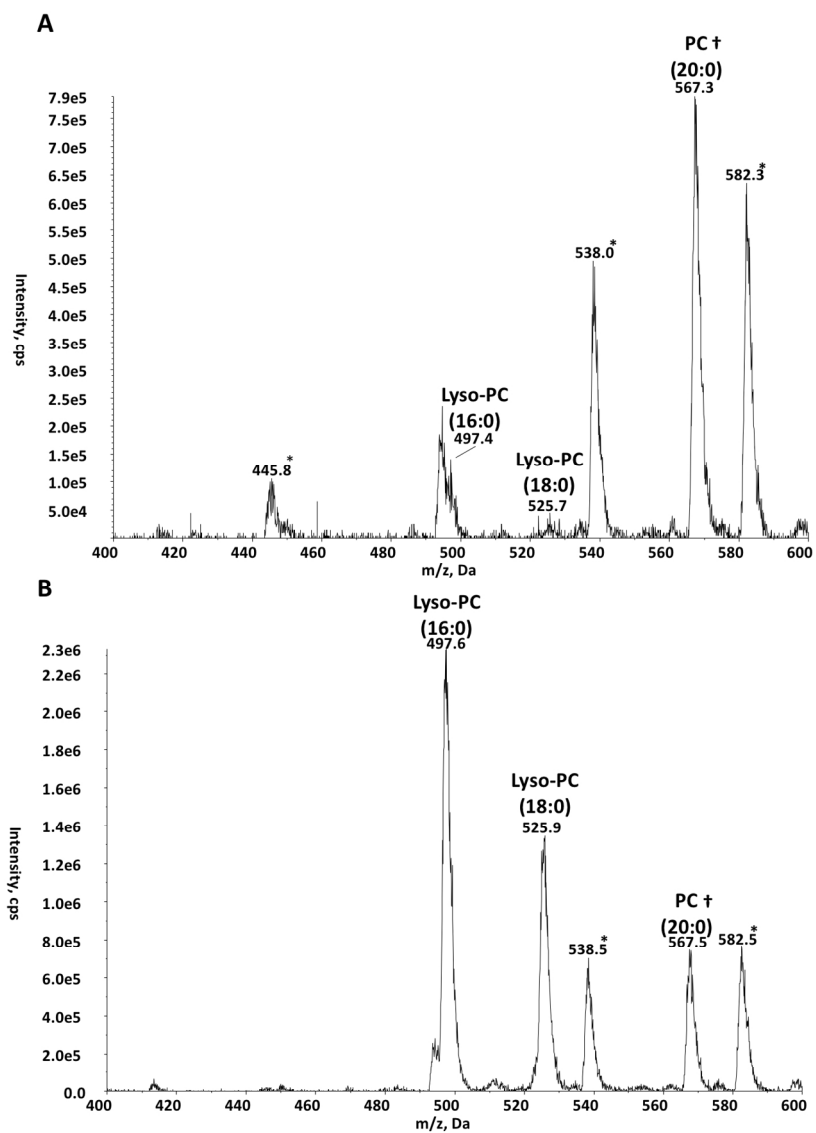 A
PC †
(20:0)
567.3
7.9e5
7.5e5
7.0e5
6.5e5
582.3*
6.0e5
5.5e5
5.0e5
538.0*
4.5e5
4.0e5
3.5e5
3.0e5
2.5e5
Lyso-PC
(16:0)
497.4
2.0e5
1.5e5
445.8*
Lyso-PC
(18:0)
525.7
1.0e5
5.0e4
Intensity, cps
400 420 440 460 480 500 520 540 560 580 600
m/z, Da
B
Lyso-PC
(16:0)
497.6
2.3e6
2.2e6
2.0e6
1.8e6
1.6e6
Lyso-PC
(18:0)
525.9
1.4e6
1.2e6
1.0e6
PC †
(20:0)
567.5
538.5*
582.5*
8.0e5
6.0e5
4.0e5
2.0e5
0.0
Intensity, cps
400 420 440 460 480 500 520 540 560 580 600
m/z, Da